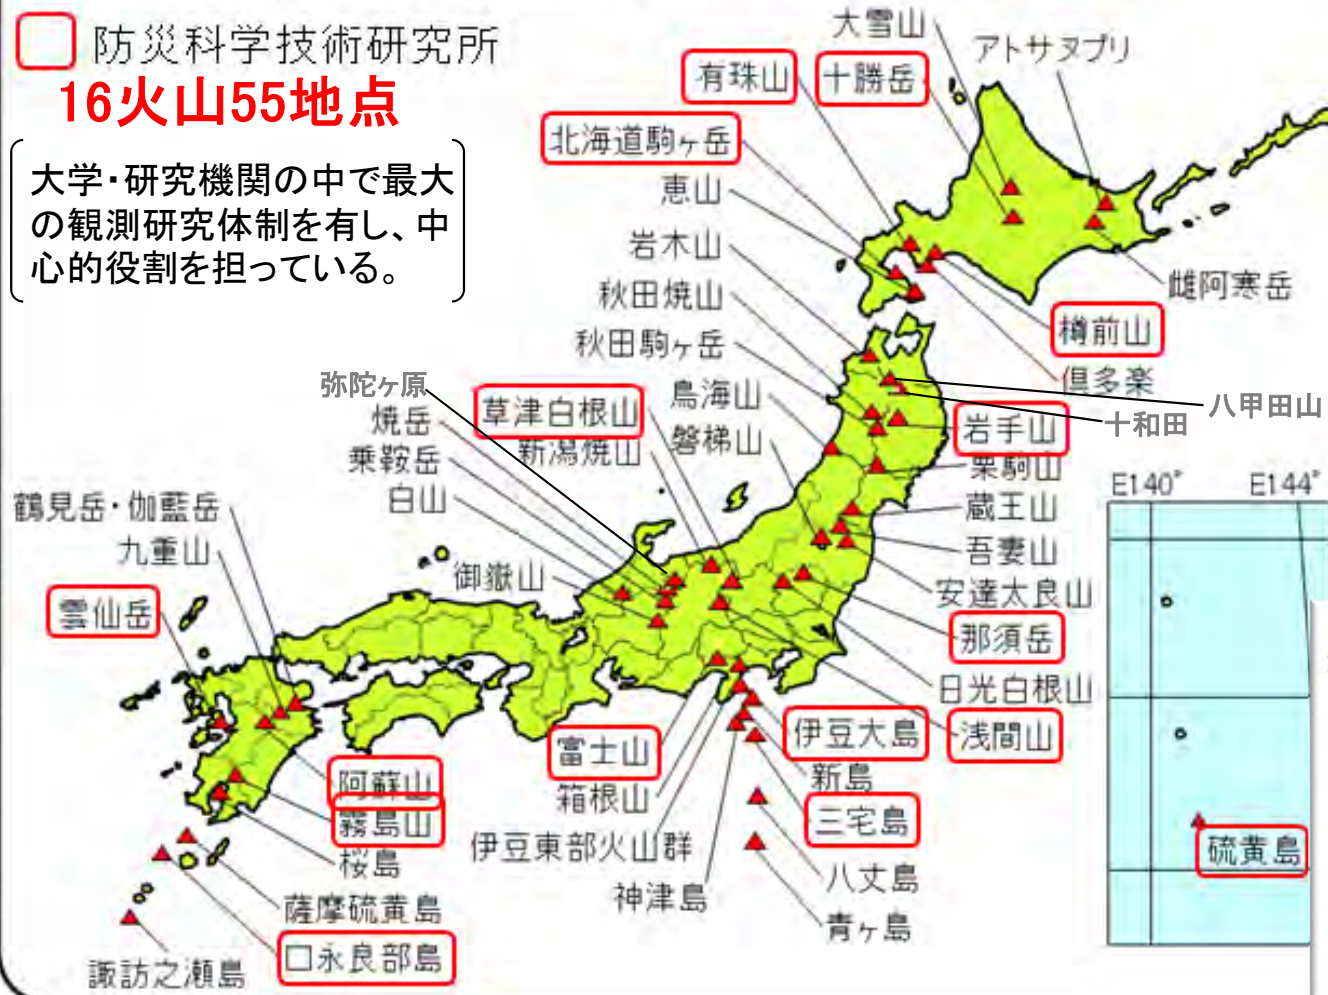 防災科学技術研究所
16火山55地点
大学・研究機関の中で最大
の観測研究体制を有し、中
心的役割を担っている。
大雪山
アトサヌプリ
有珠山
十勝岳
北海道駒ヶ岳
恵山
岩木山
秋田焼山
秋田駒ヶ岳
雌阿寒岳
樽前山
倶多楽
八甲田山
十和田
弥陀ヶ原
焼岳
乗鞍岳
白山
草津白根山
新潟焼山
鳥海山
磐梯山
岩手山
栗駒山
蔵王山
吾妻山
安達太良山
那須岳
日光白根山
浅間山
御嶽山
鶴見岳・伽藍岳
九重山
雲仙岳
阿蘇山
霧島山
桜島
薩摩硫黄島
口永良部島
諏訪之瀬島
富士山
箱根山
伊豆東部火山群
神津島
伊豆大島
新島
三宅島
八丈島
青ヶ島
E140°
E144°
硫黄島